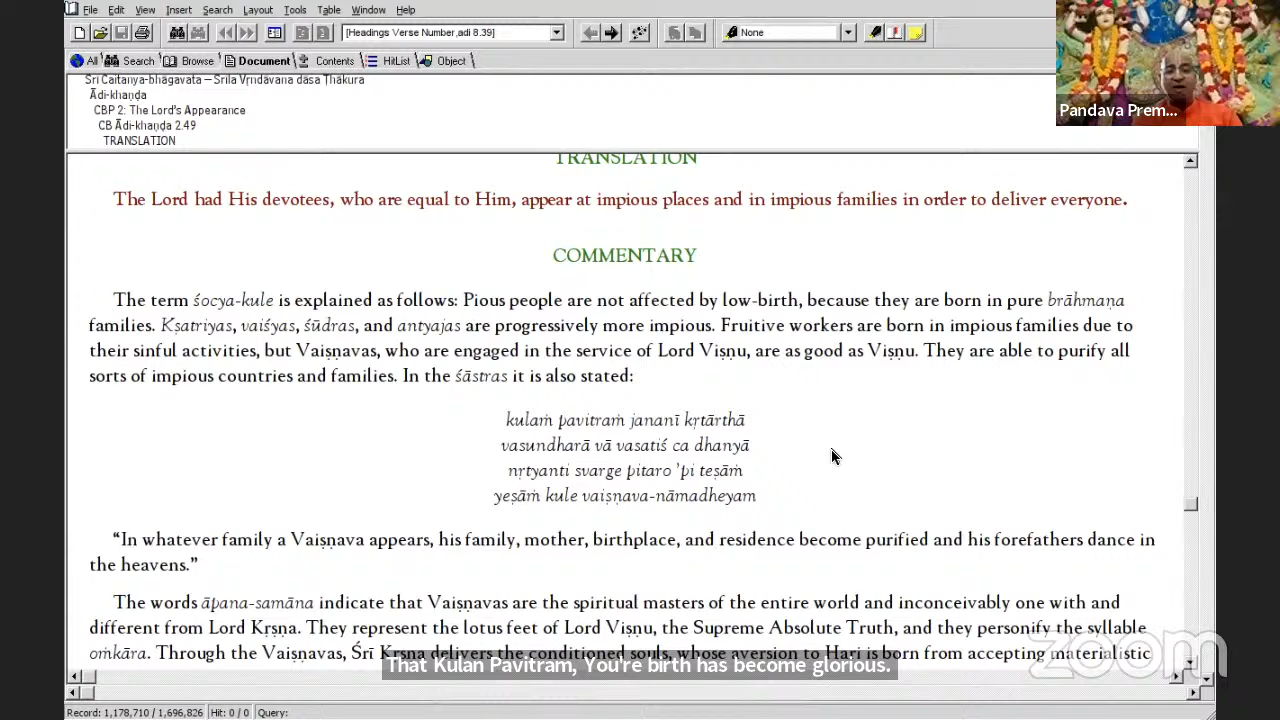 File Edit View Insert Search Layout Tools Table Window Help
[Headings Verse Number,adi 8.39]
None
All Search Browse Document Contents HitList Object
Śrī Caitanya-bhāgavata — Śrīla Vṛndāvana dāsa Ṭhākura
Ādi-khaṇḍa
CBP 2: The Lord's Appearance
CB Ādi-khaṇḍa 2.49
TRANSLATION
Pandava Prem...
TRANSLATION
The Lord had His devotees, who are equal to Him, appear at impious places and in impious families in order to deliver everyone.
COMMENTARY
The term śocya-kule is explained as follows: Pious people are not affected by low-birth, because they are born in pure brāhmaṇa
families. Kṣatriyas, vaiśyas, śūdras, and antyajas are progressively more impious. Fruitive workers are born in impious families due to
their sinful activities, but Vaiṣṇavas, who are engaged in the service of Lord Viṣṇu, are as good as Viṣṇu. They are able to purify all
sorts of impious countries and families. In the śāstras it is also stated:
kulaṁ pavitraṁ jananī kṛtārthā
vasundharā vā vasatiś ca dhanyā
nṛtyanti svarge pitaro 'pi teṣāṁ
yeṣāṁ kule vaiṣṇava-nāmadheyam
“In whatever family a Vaiṣṇava appears, his family, mother, birthplace, and residence become purified and his forefathers dance in
the heavens.”
The words āpana-samāna indicate that Vaiṣṇavas are the spiritual masters of the entire world and inconceivably one with and
different from Lord Kṛṣṇa. They represent the lotus feet of Lord Viṣṇu, the Supreme Absolute Truth, and they personify the syllable
oṁkāra. Through the Vaiṣṇavas, Śrī Kṛṣṇa delivers the conditioned souls, whose aversion to Hari is born from accepting materialistic
That Kulan Pavitram, You're birth has become glorious.
zoom
Record: 1,178,710 / 1,696,826 Hit: 0 / 0 Query: